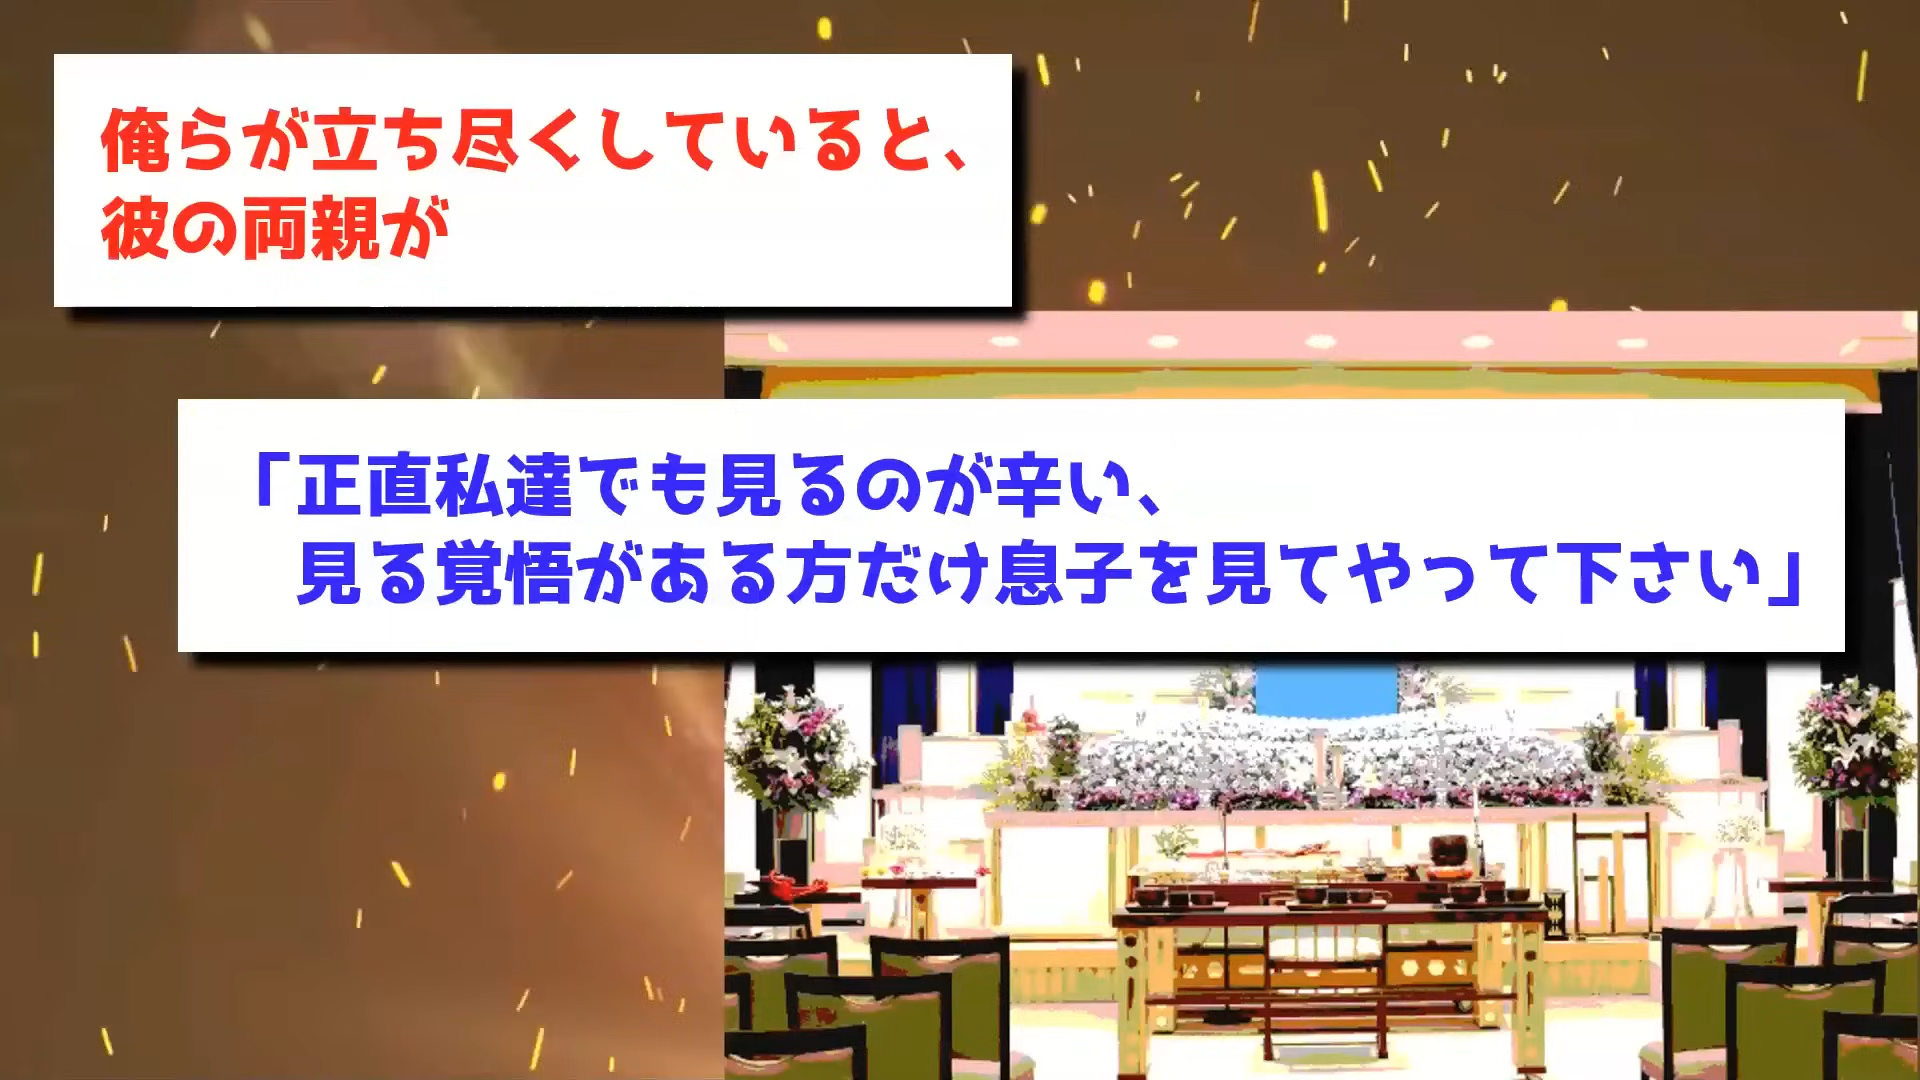 俺らが立ち尽くしていると、
彼の両親が
「正直私達でも見るのが辛い、
見る覚悟がある方だけ息子を見てやって下さい」